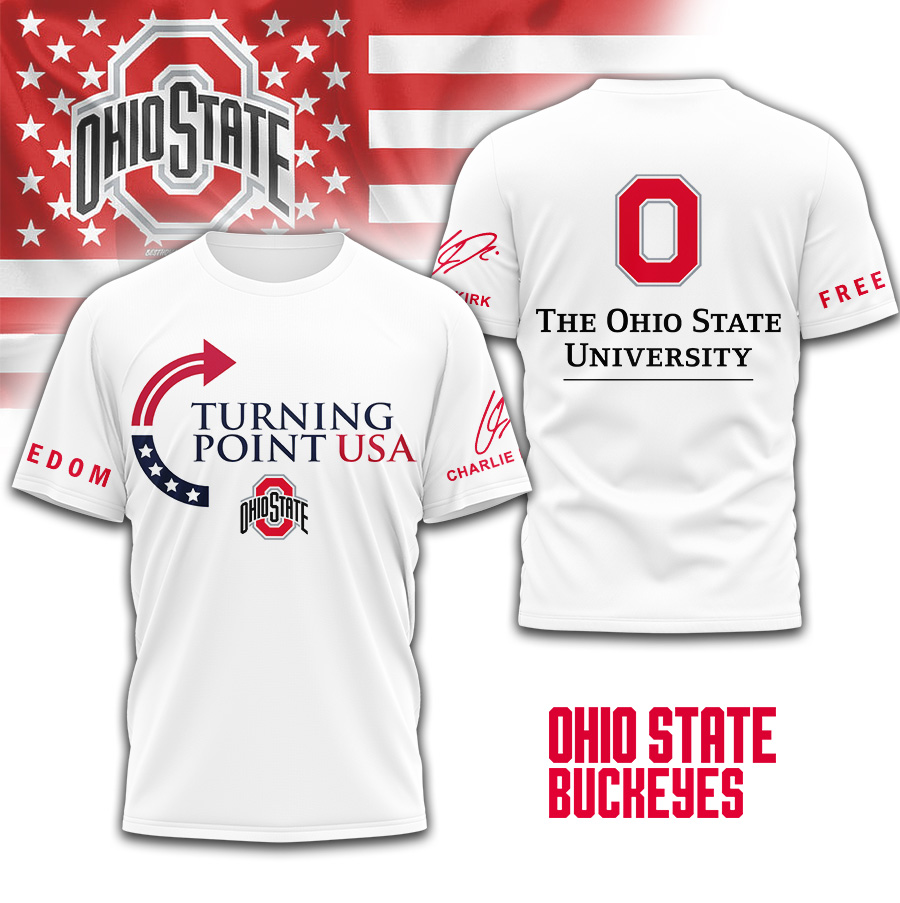 OHIO STATE
KIRK
FREE
O
THE OHIO STATE
UNIVERSITY
TURNING
POINT USA
EDOM
OHIO STATE
CHARLIE
OHIO STATE
BUCKEYES